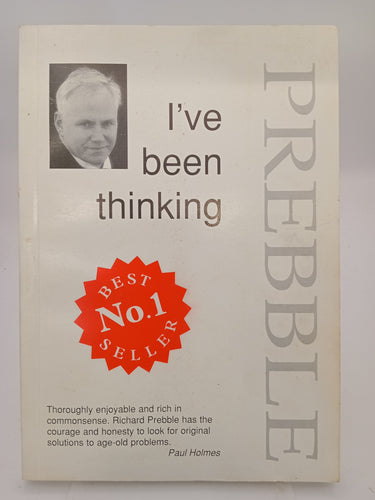 I've
been
thinking
PREBBLE
BEST
No.1
SELLER
Thoroughly enjoyable and rich in
commonsense. Richard Prebble has the
courage and honesty to look for original
solutions to age-old problems.
Paul Holmes